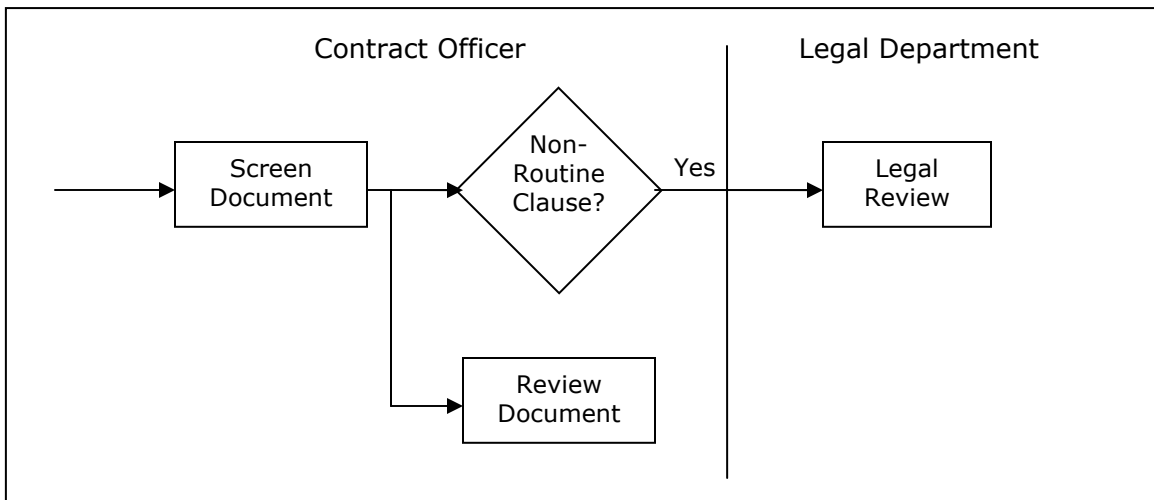 Contract Officer
Legal Department
Screen
Document
Non-
Routine
Clause?
Yes
Legal
Review
Review
Document